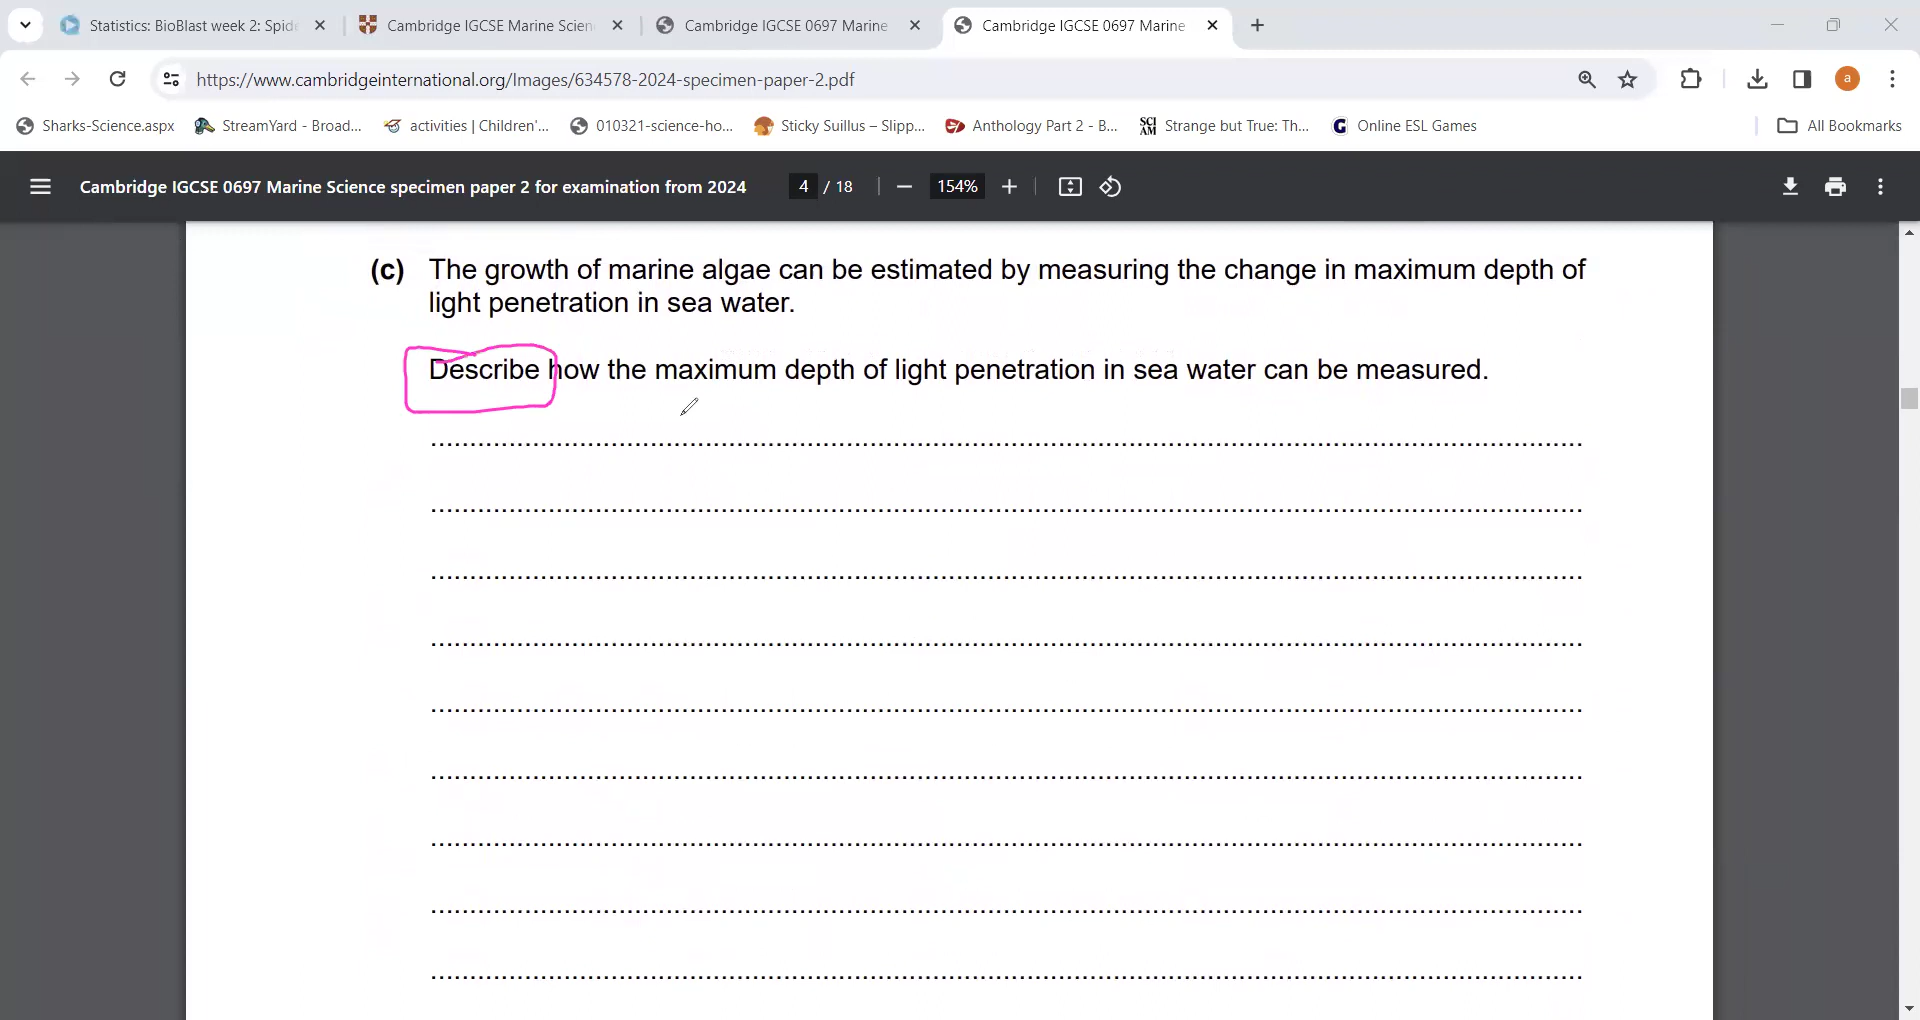 Statistics: BioBlast week 2: Spid
Cambridge IGCSE Marine Scien
Cambridge IGCSE 0697 Marine
Cambridge IGCSE 0697 Marine
https://www.cambridgeinternational.org/Images/634578-2024-specimen-paper-2.pdf
a
Sharks-Science.aspx
StreamYard - Broad...
activities | Children'...
010321-science-ho...
Sticky Suillus – Slipp...
Anthology Part 2 - B...
SCI AM
Strange but True: Th...
G
Online ESL Games
All Bookmarks
Cambridge IGCSE 0697 Marine Science specimen paper 2 for examination from 2024
4 / 18
154%
(c) The growth of marine algae can be estimated by measuring the change in maximum depth of
light penetration in sea water.
Describe how the maximum depth of light penetration in sea water can be measured.